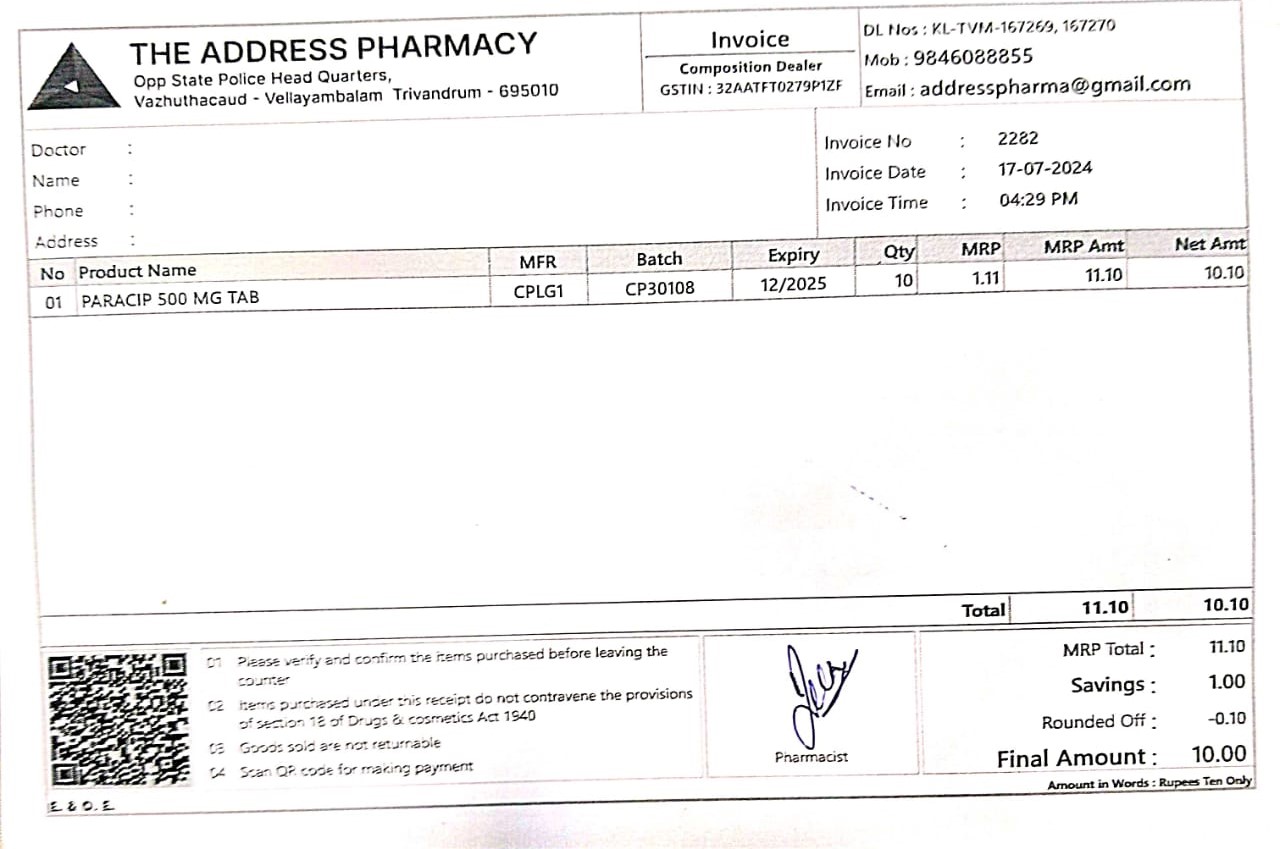 THE ADDRESS PHARMACY
Opp State Police Head Quarters,
Vazhuthacaud - Vellayambalam Trivandrum - 695010
Invoice
Composition Dealer
GSTIN : 32AATFT0279P1ZF
DL Nos : KL-TVM-167269, 167270
Mob : 9846088855
Email : addresspharma@gmail.com
Doctor :
Name :
Phone :
Address :
Invoice No : 2282
Invoice Date : 17-07-2024
Invoice Time : 04:29 PM
No Product Name MFR Batch Expiry Qty MRP MRP Amt Net Amt
01 PARACIP 500 MG TAB CPLG1 CP30108 12/2025 10 1.11 11.10 10.10
Total 11.10 10.10
01 Please verify and confirm the items purchased before leaving the
counter
02 Items purchased under this receipt do not contravene the provisions
of section 18 of Drugs & cosmetics Act 1940
03 Goods sold are not returnable
04 Scan QR code for making payment
E. & O. E
Pharmacist
MRP Total : 11.10
Savings : 1.00
Rounded Off : -0.10
Final Amount : 10.00
Amount in Words : Rupees Ten Only